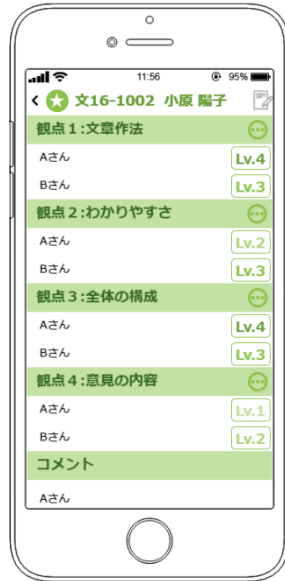 11:56 95%
文16-1002 小原 陽子
観点1:文章作法
Aさん Lv.4
Bさん Lv.3
観点2:わかりやすさ
Aさん Lv.2
Bさん Lv.3
観点3:全体の構成
Aさん Lv.4
Bさん Lv.3
観点4:意見の内容
Aさん Lv.1
Bさん Lv.2
コメント
Aさん